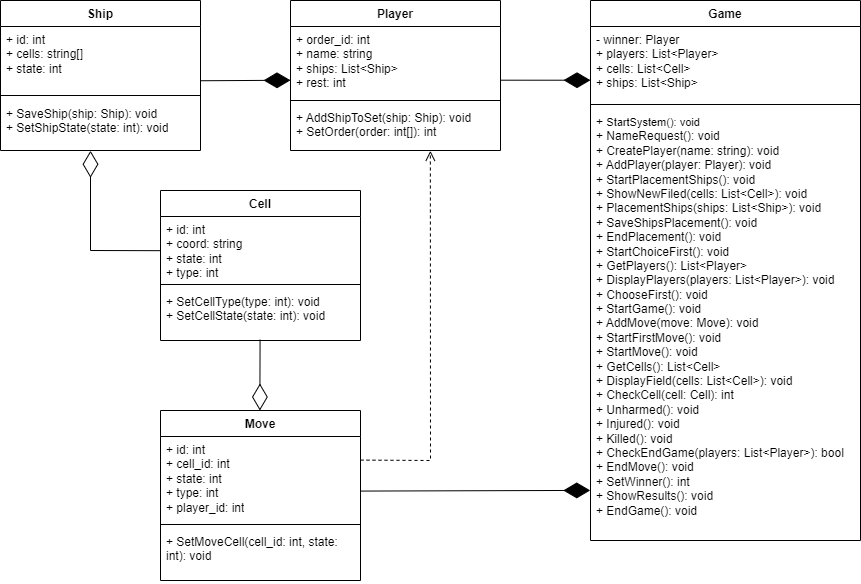 Ship
+ id: int
+ cells: string[]
+ state: int
+ SaveShip(ship: Ship): void
+ SetShipState(state: int): void
Player
+ order_id: int
+ name: string
+ ships: List<Ship>
+ rest: int
+ AddShipToSet(ship: Ship): void
+ SetOrder(order: int[]): int
Game
- winner: Player
+ players: List<Player>
+ cells: List<Cell>
+ ships: List<Ship>
+ StartSystem(): void
+ NameRequest(): void
+ CreatePlayer(name: string): void
+ AddPlayer(player: Player): void
+ StartPlacementShips(): void
+ ShowNewFiled(cells: List<Cell>): void
+ PlacementShips(ships: List<Ship>): void
+ SaveShipsPlacement(): void
+ EndPlacement(): void
+ StartChoiceFirst(): void
+ GetPlayers(): List<Player>
+ DisplayPlayers(players: List<Player>): void
+ ChooseFirst(): void
+ StartGame(): void
+ AddMove(move: Move): void
+ StartFirstMove(): void
+ StartMove(): void
+ GetCells(): List<Cell>
+ DisplayField(cells: List<Cell>): void
+ CheckCell(cell: Cell): int
+ Unharmed(): void
+ Injured(): void
+ Killed(): void
+ CheckEndGame(players: List<Player>): bool
+ EndMove(): void
+ SetWinner(): int
+ ShowResults(): void
+ EndGame(): void
Cell
+ id: int
+ coord: string
+ state: int
+ type: int
+ SetCellType(type: int): void
+ SetCellState(state: int): void
Move
+ id: int
+ cell_id: int
+ state: int
+ type: int
+ player_id: int
+ SetMoveCell(cell_id: int, state:
int): void